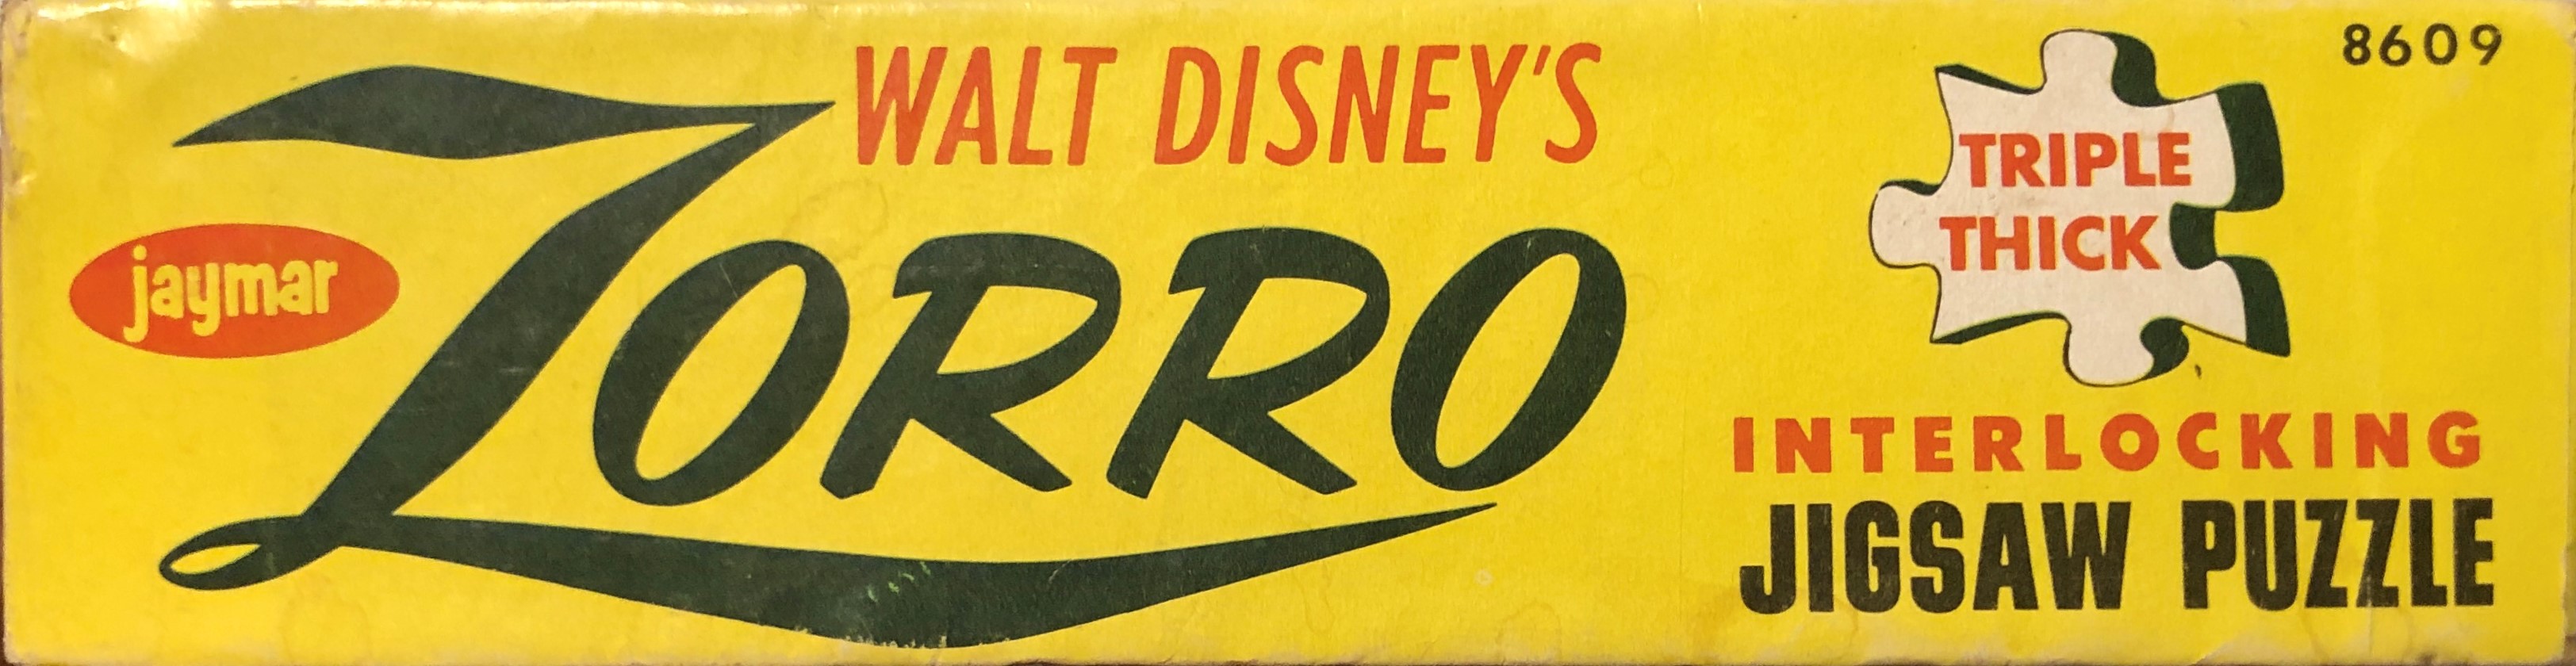 WALT DISNEY'S
ZORRO
jaymar
8609
TRIPLE
THICK
INTERLOCKING
JIGSAW PUZZLE